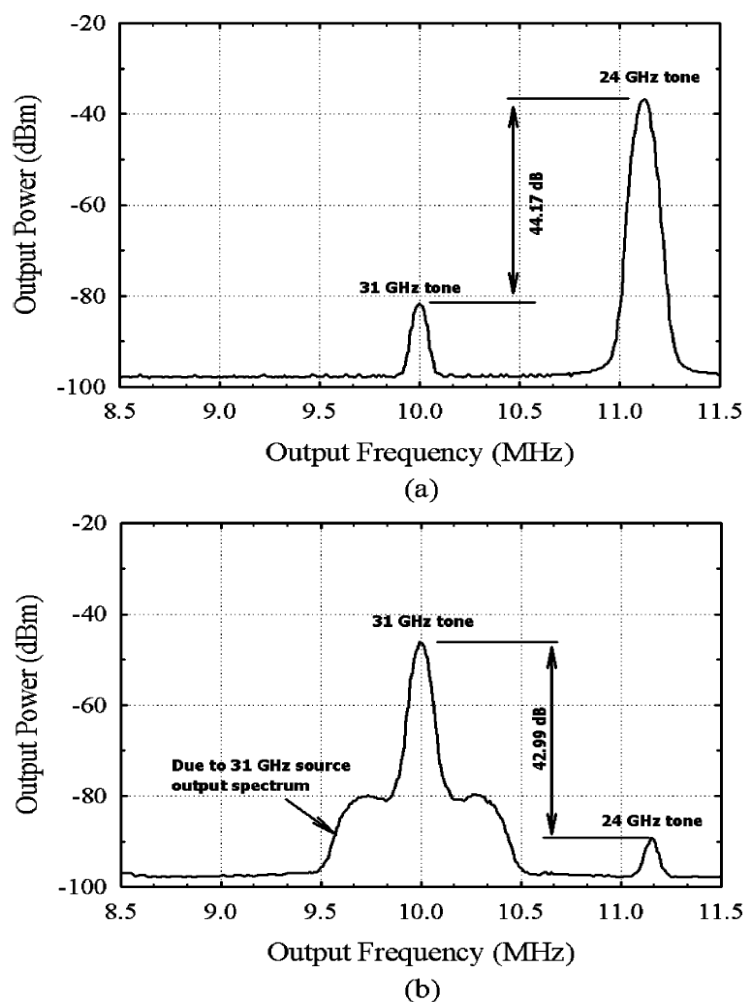 -20
24 GHz tone
-40
44.17 dB
-60
-80
31 GHz tone
-100
Output Power (dBm)
8.5 9.0 9.5 10.0 10.5 11.0 11.5
Output Frequency (MHz)
(a)
-20
31 GHz tone
-40
42.99 dB
-60
Due to 31 GHz source
output spectrum
-80
24 GHz tone
-100
Output Power (dBm)
8.5 9.0 9.5 10.0 10.5 11.0 11.5
Output Frequency (MHz)
(b)